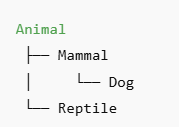 Animal
├── Mammal
│     └── Dog
└── Reptile